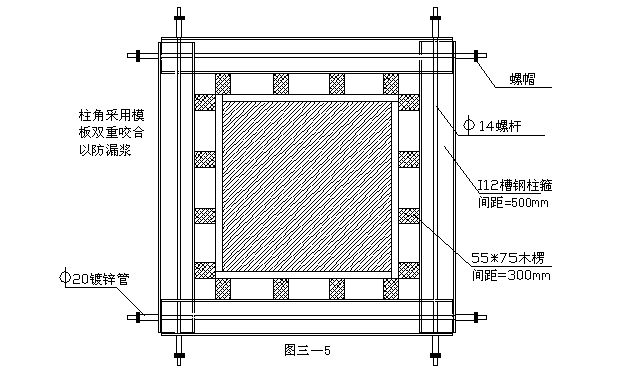 螺帽
柱角采用模
板双重咬合
以防漏浆
Φ14螺杆
I12槽钢柱箍
间距=500mm
55*75木楞
间距=300mm
Φ20镀锌管
图三—5